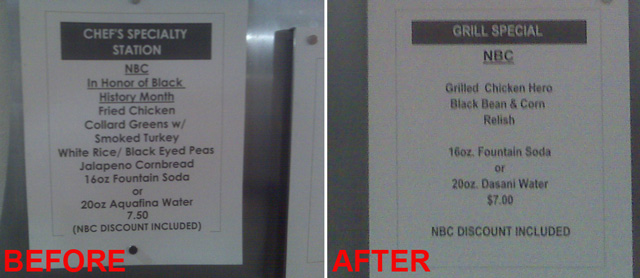 CHEF'S SPECIALTY
STATION
NBC
In Honor of Black
History Month
Fried Chicken
Collard Greens w/
Smoked Turkey
White Rice/ Black Eyed Peas
Jalapeno Cornbread
16oz Fountain Soda
or
20oz Aquafina Water
7.50
(NBC DISCOUNT INCLUDED)
BEFORE
GRILL SPECIAL
NBC
Grilled Chicken Hero
Black Bean & Corn
Relish
16oz. Fountain Soda
or
20oz. Dasani Water
$7.00
NBC DISCOUNT INCLUDED
AFTER